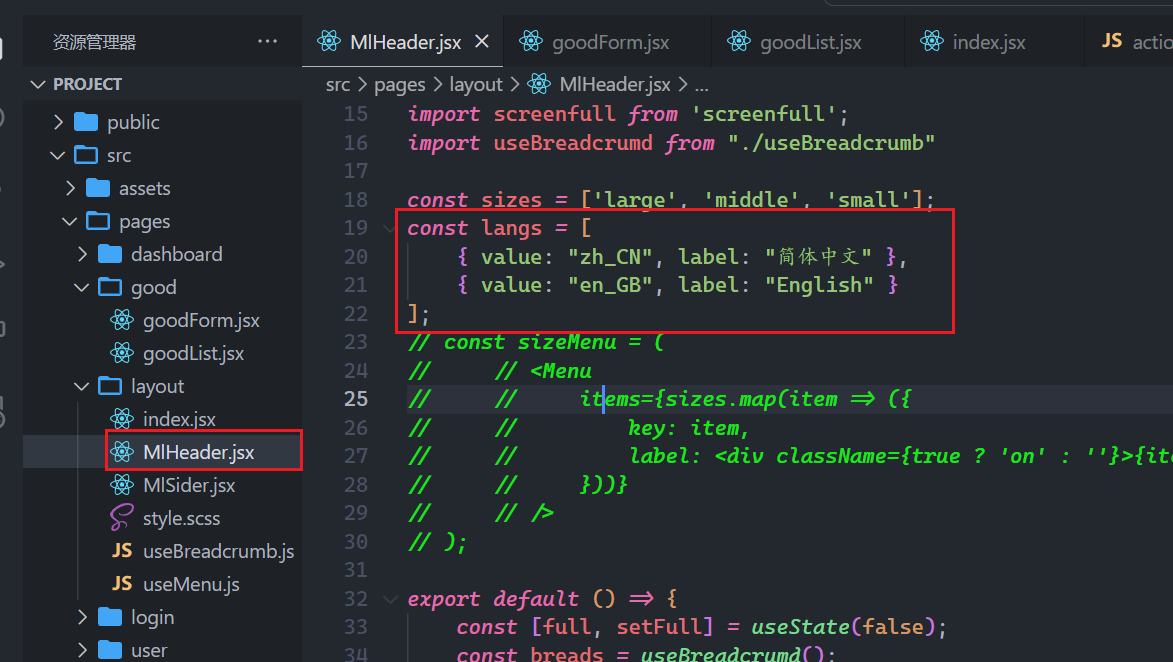 资源管理器 ···
PROJECT
public
src
assets
pages
dashboard
good
goodForm.jsx
goodList.jsx
layout
index.jsx
MlHeader.jsx
MlSider.jsx
style.scss
JS useBreadcrumb.js
JS useMenu.js
login
user
MlHeader.jsx × goodForm.jsx goodList.jsx index.jsx JS
src > pages > layout > MlHeader.jsx > ...
15 import screenfull from 'screenfull';
16 import useBreadcrumd from "./useBreadcrumb"
17
18 const sizes = ['large', 'middle', 'small'];
19 const langs = [
20 { value: "zh_CN", label: "简体中文" },
21 { value: "en_GB", label: "English" }
22 ];
23 // const sizeMenu = (
24 // // <Menu
25 // // items={sizes.map(item => ({
26 // // key: item,
27 // // label: <div className={true ? 'on' : ''}>{ite
28 // // }))}
29 // // />
30 // );
31
32 export default () => {
33 const [full, setFull] = useState(false);
34 const breads = useBreadcrumd();